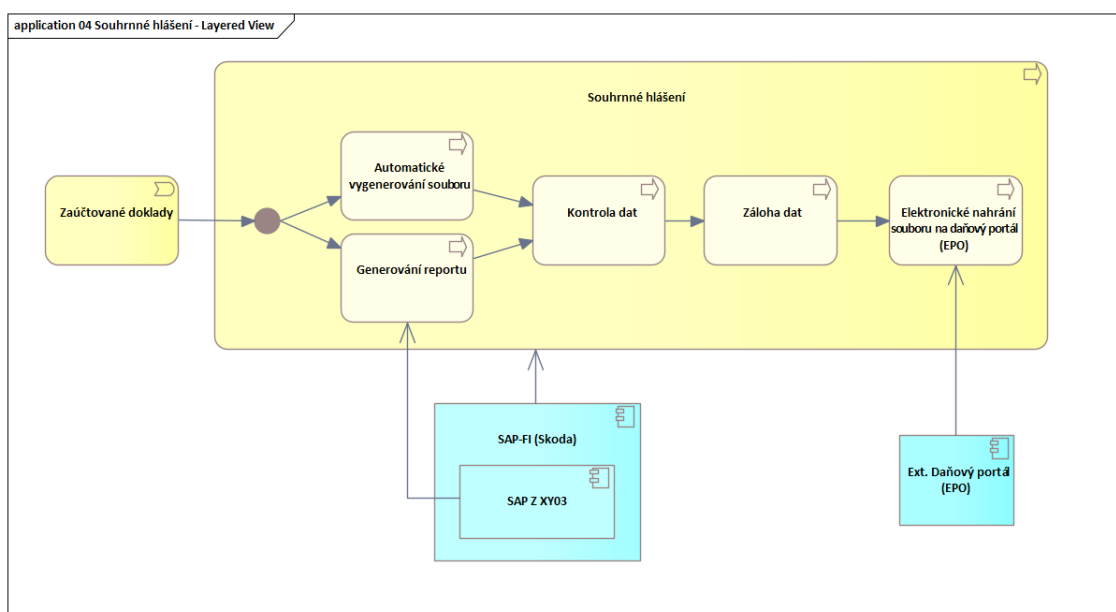 application 04 Souhrnné hlášení - Layered View
Souhrnné hlášení
Zaúčtované doklady
Automatické
vygenerování souboru
Generování reportu
Kontrola dat
Záloha dat
Elektronické nahrání
souboru na daňový portál
(EPO)
SAP-FI (Skoda)
SAP Z XY03
Ext. Daňový portál
(EPO)